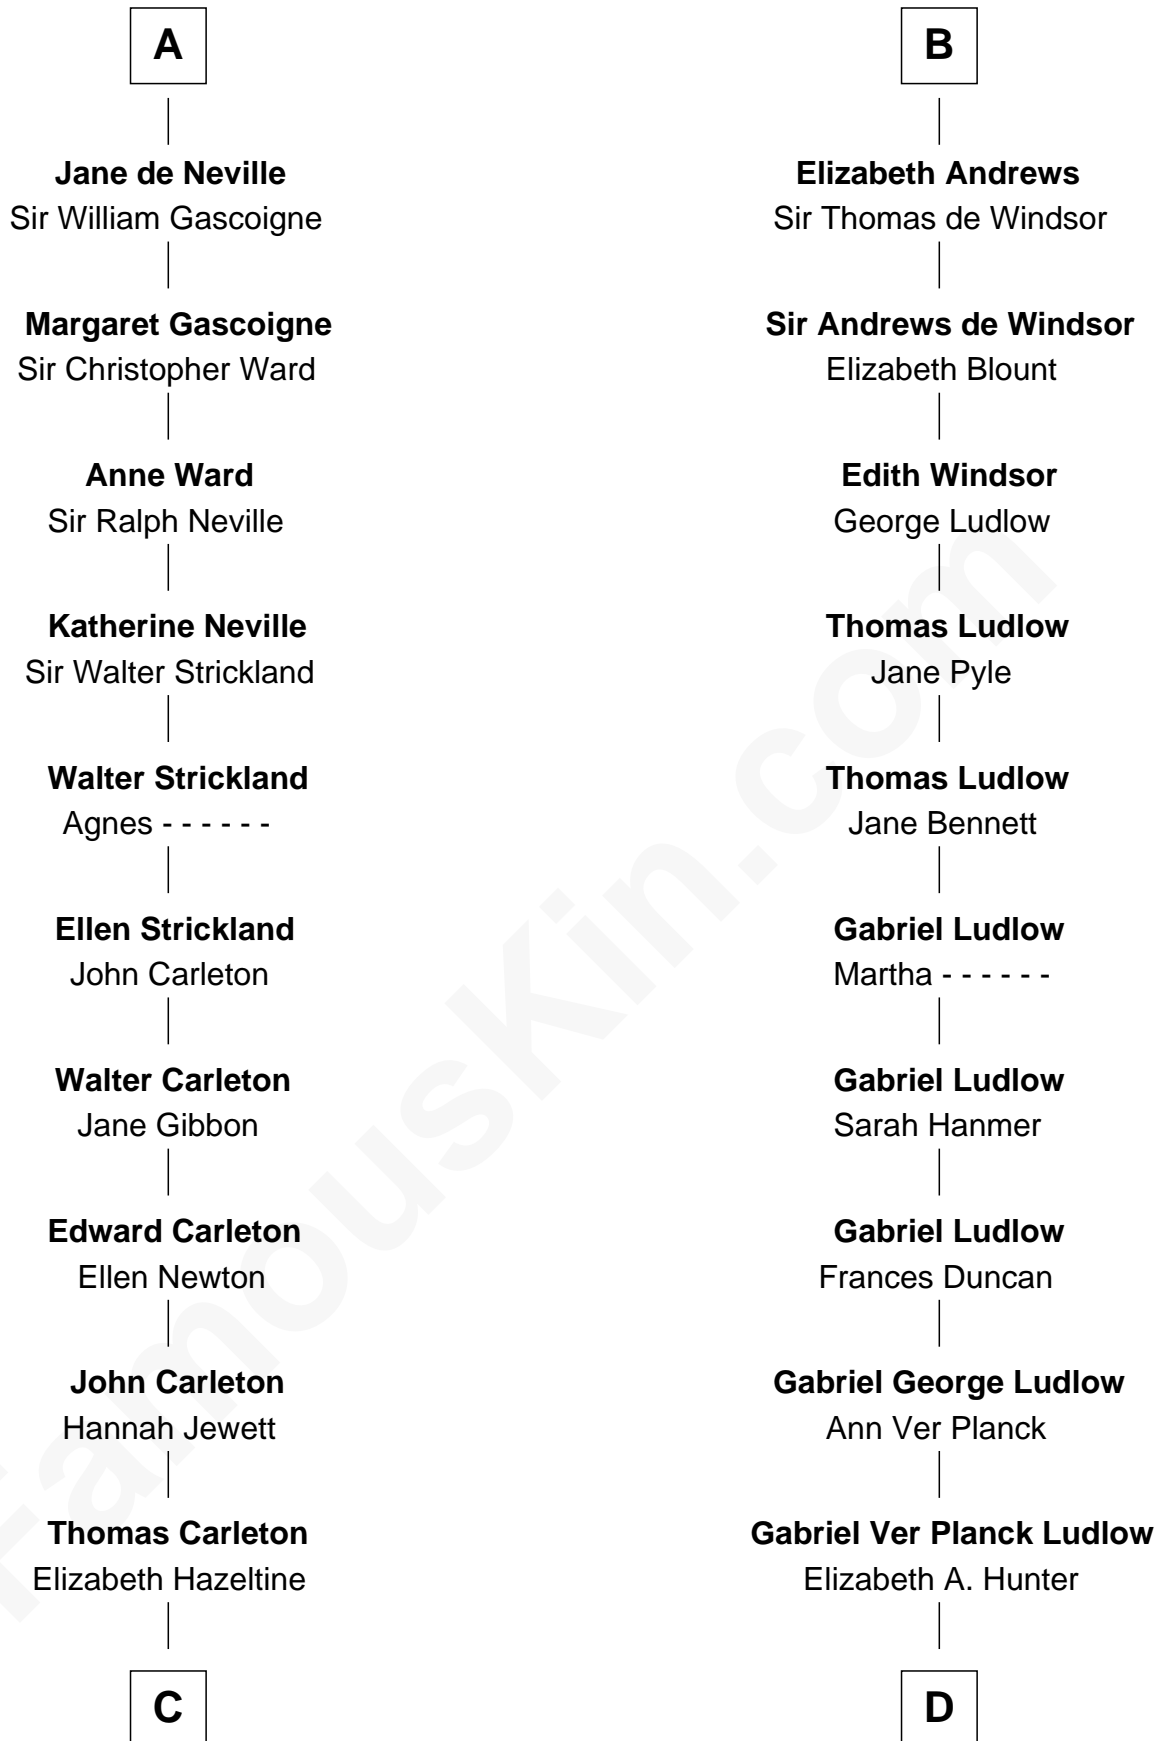 A
Jane de Neville
Sir William Gascoigne
Margaret Gascoigne
Sir Christopher Ward
Anne Ward
Sir Ralph Neville
Katherine Neville
Sir Walter Strickland
Walter Strickland
Agnes - - - - - -
Ellen Strickland
John Carleton
Walter Carleton
Jane Gibbon
Edward Carleton
Ellen Newton
John Carleton
Hannah Jewett
Thomas Carleton
Elizabeth Hazeltine
C
B
Elizabeth Andrews
Sir Thomas de Windsor
Sir Andrews de Windsor
Elizabeth Blount
Edith Windsor
George Ludlow
Thomas Ludlow
Jane Pyle
Thomas Ludlow
Jane Bennett
Gabriel Ludlow
Martha - - - - - -
Gabriel Ludlow
Sarah Hanmer
Gabriel Ludlow
Frances Duncan
Gabriel George Ludlow
Ann Ver Planck
Gabriel Ver Planck Ludlow
Elizabeth A. Hunter
D
FamousKin.com